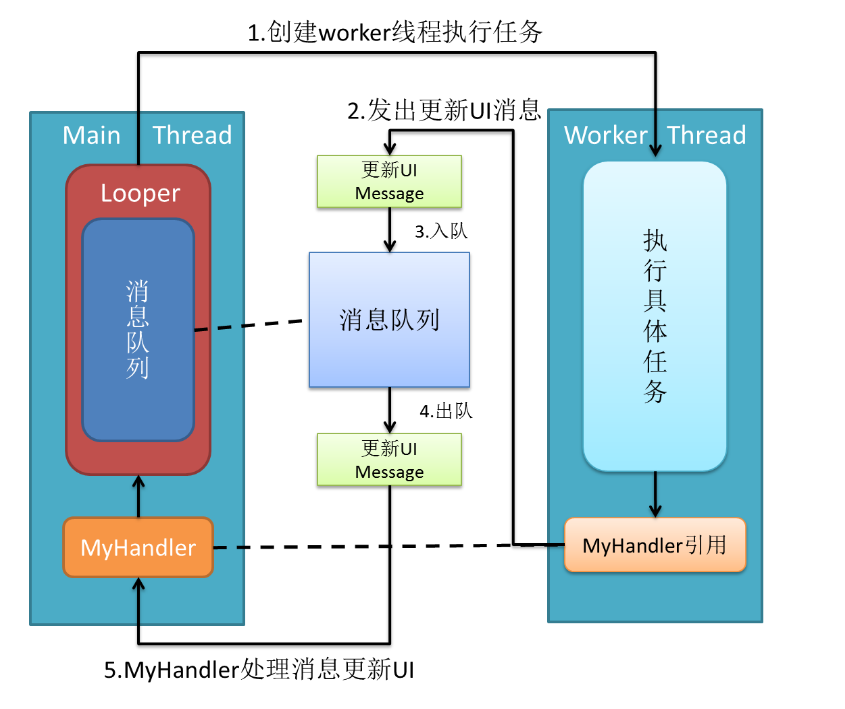 1.创建worker线程执行任务
2.发出更新UI消息
Main Thread
Worker Thread
Looper
更新UI
Message
3.入队
消息队列
消息队列
执行具体任务
4.出队
更新UI
Message
MyHandler
MyHandler引用
5.MyHandler处理消息更新UI